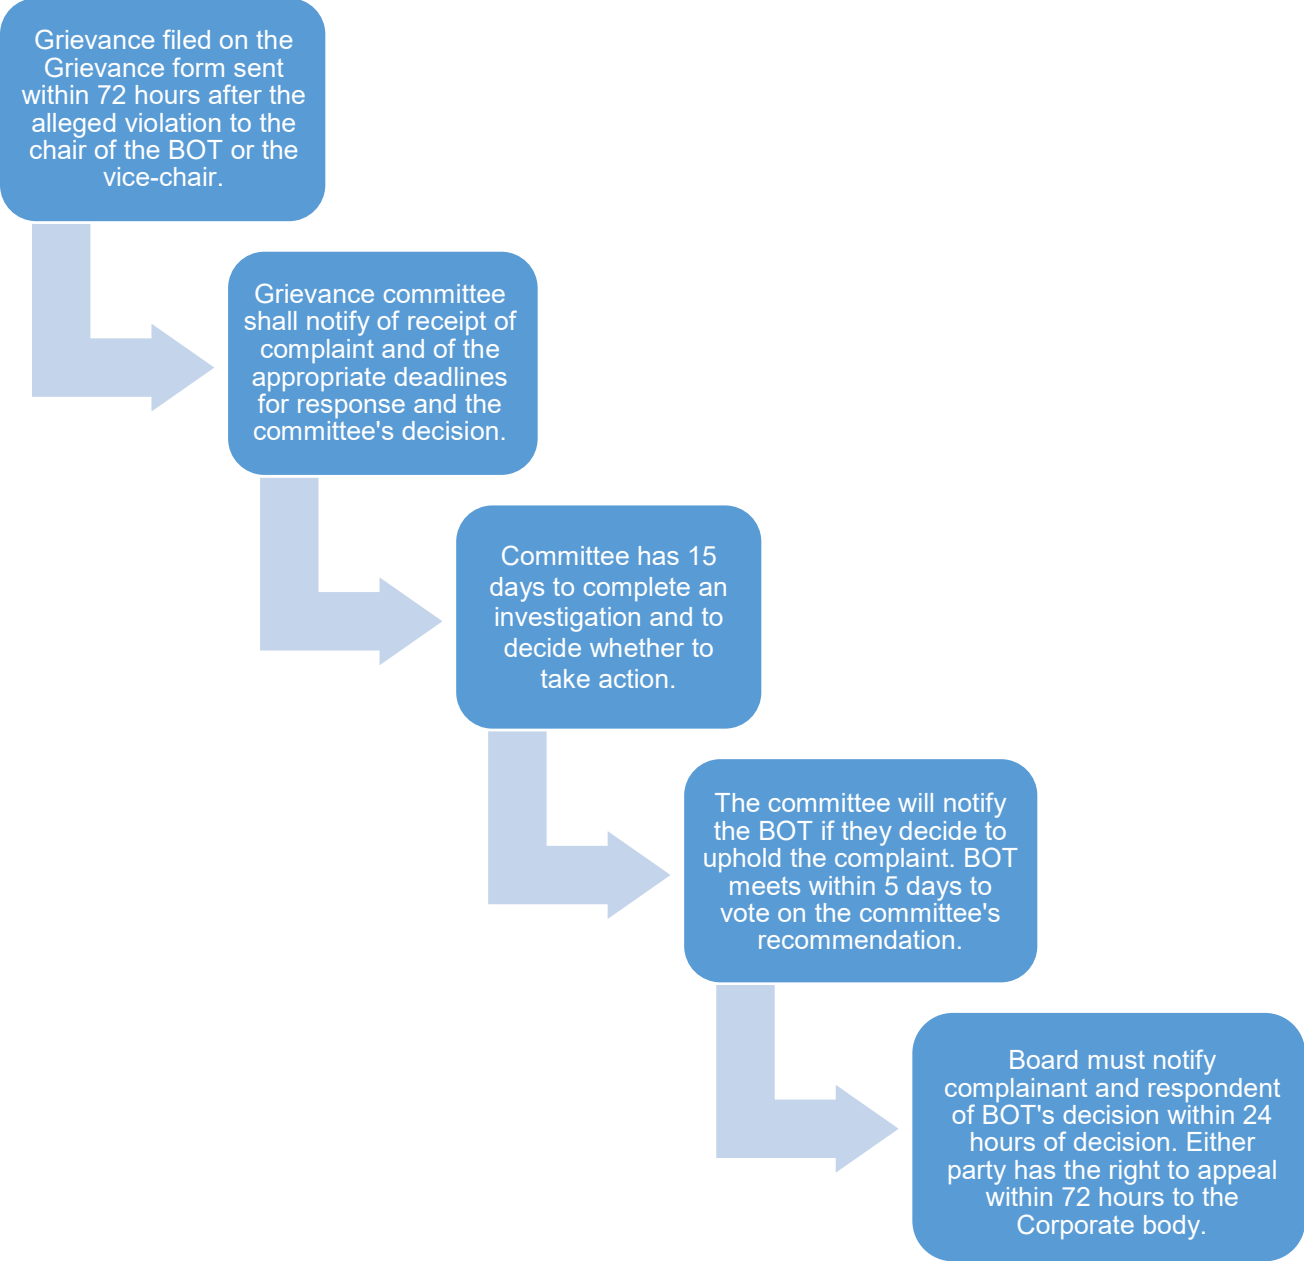 Grievance filed on the
Grievance form sent
within 72 hours after the
alleged violation to the
chair of the BOT or the
vice-chair.
Grievance committee
shall notify of receipt of
complaint and of the
appropriate deadlines
for response and the
committee's decision.
Committee has 15
days to complete an
investigation and to
decide whether to
take action.
The committee will notify
the BOT if they decide to
uphold the complaint. BOT
meets within 5 days to
vote on the committee's
recommendation.
Board must notify
complainant and respondent
of BOT's decision within 24
hours of decision. Either
party has the right to appeal
within 72 hours to the
Corporate body.